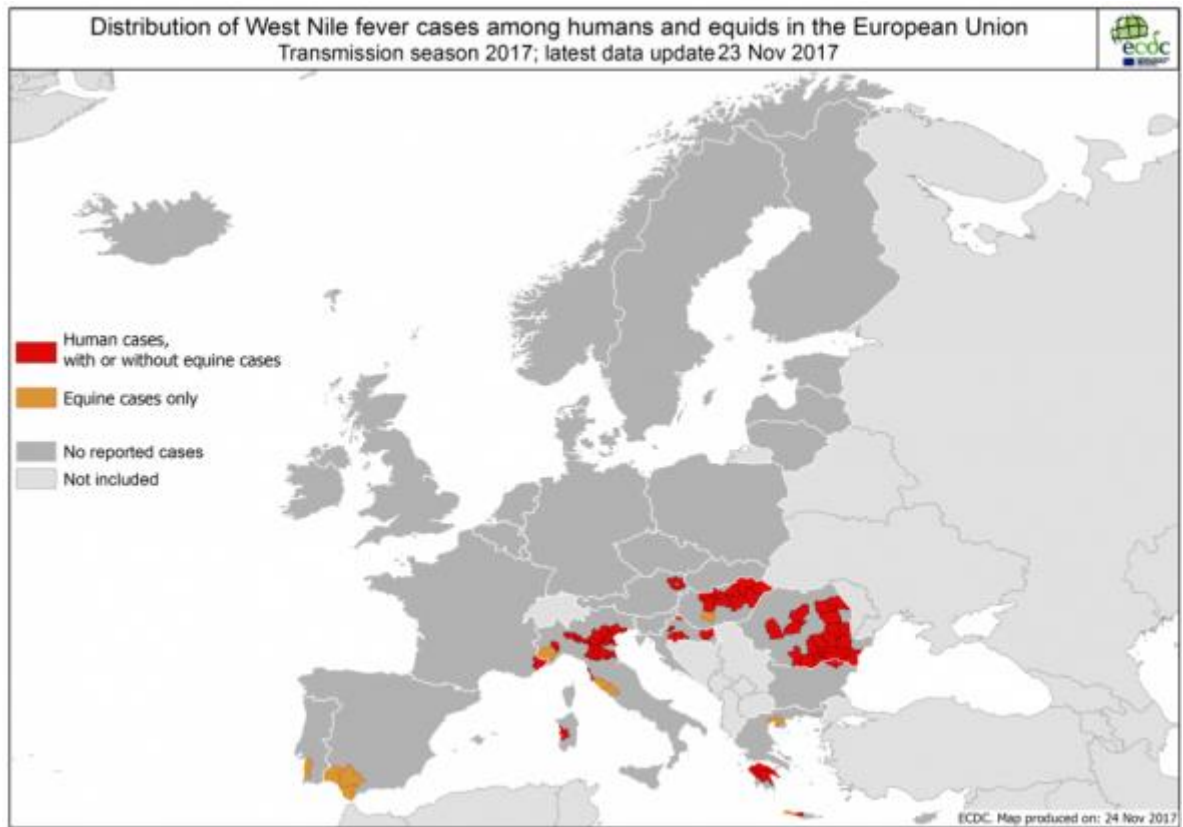 Distribution of West Nile fever cases among humans and equids in the European Union
Transmission season 2017; latest data update 23 Nov 2017
ecdc
Human cases,
with or without equine cases
Equine cases only
No reported cases
Not included
ECDC. Map produced on: 24 Nov 2017